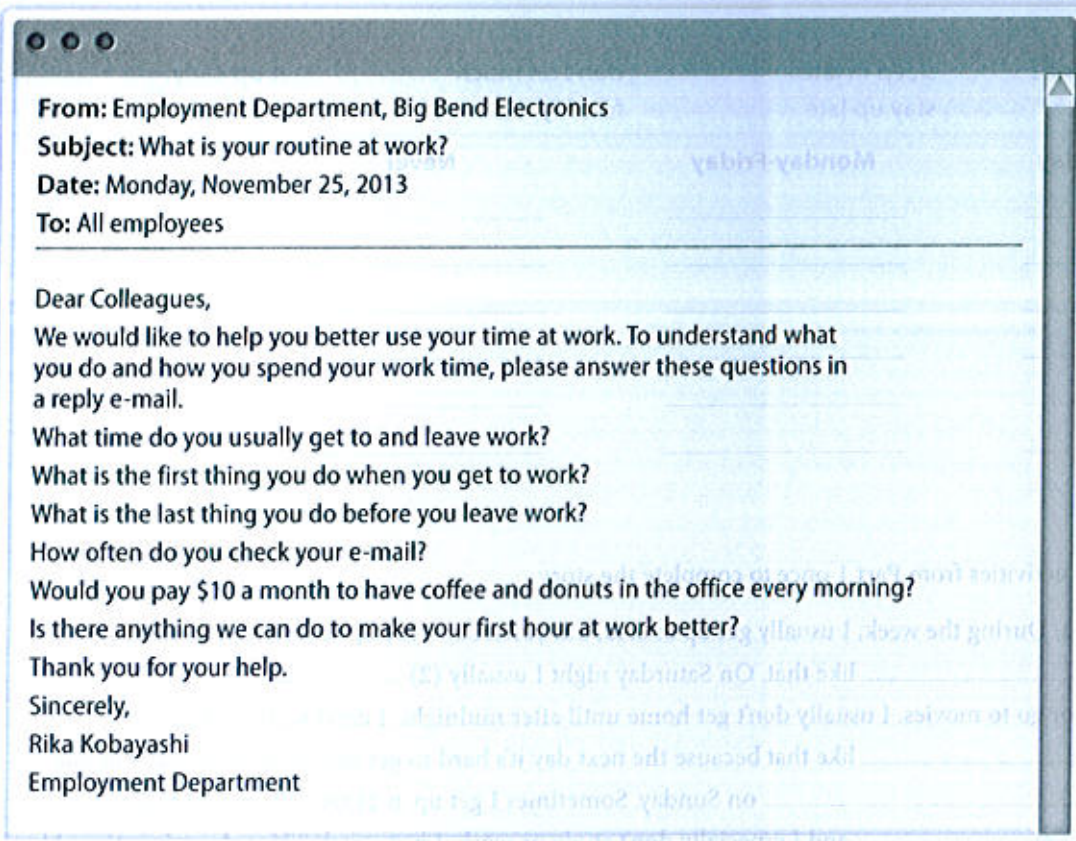 From: Employment Department, Big Bend Electronics
Subject: What is your routine at work?
Date: Monday, November 25, 2013
To: All employees
Dear Colleagues,
We would like to help you better use your time at work. To understand what
you do and how you spend your work time, please answer these questions in
a reply e-mail.
What time do you usually get to and leave work?
What is the first thing you do when you get to work?
What is the last thing you do before you leave work?
How often do you check your e-mail?
Would you pay $10 a month to have coffee and donuts in the office every morning?
Is there anything we can do to make your first hour at work better?
Thank you for your help.
Sincerely,
Rika Kobayashi
Employment Department